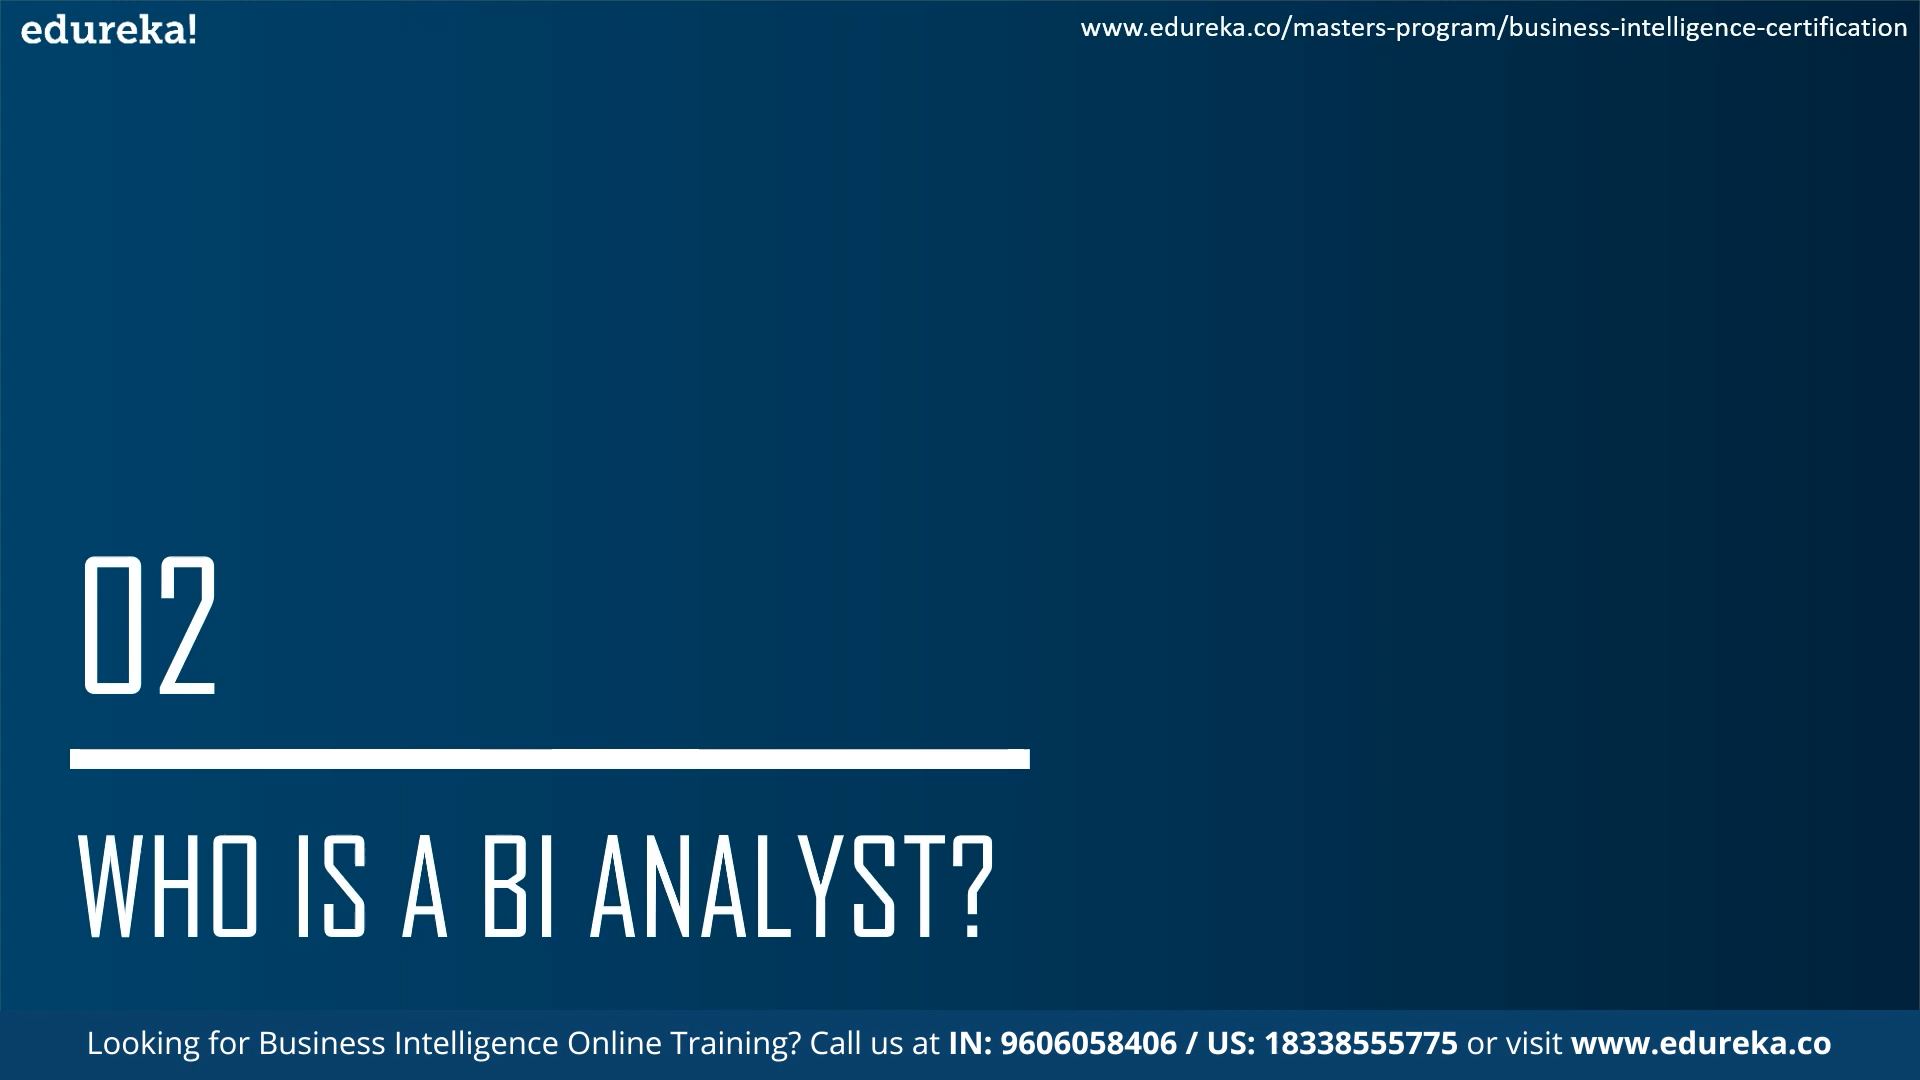 edureka!
www.edureka.co/masters-program/business-intelligence-certification
02
WHO IS A BI ANALYST?
Looking for Business Intelligence Online Training? Call us at IN: 9606058406 / US: 18338555775 or visit www.edureka.co